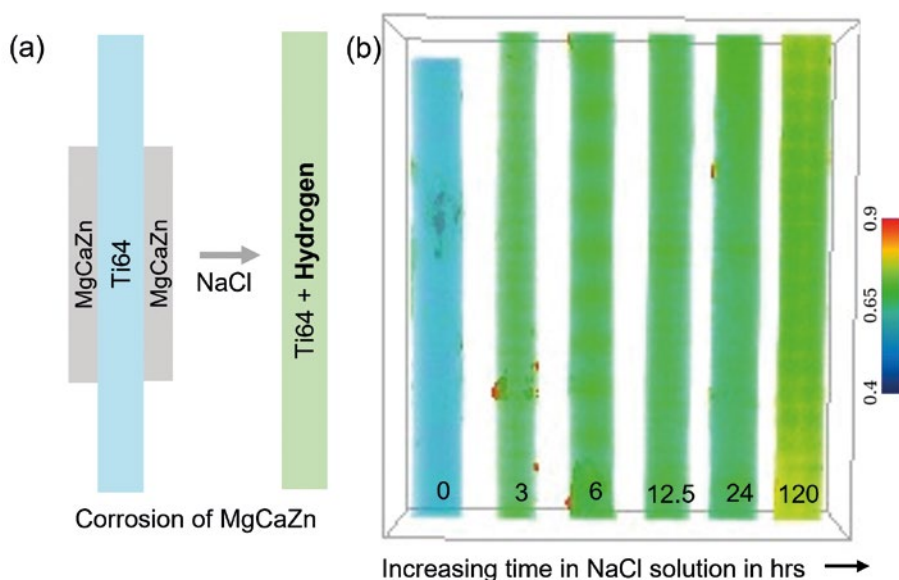 (a)
MgCaZn
Ti64
MgCaZn
NaCl
Ti64 + Hydrogen
Corrosion of MgCaZn
(b)
0
3
6
12.5
24
120
0.9
0.65
0.4
Increasing time in NaCl solution in hrs